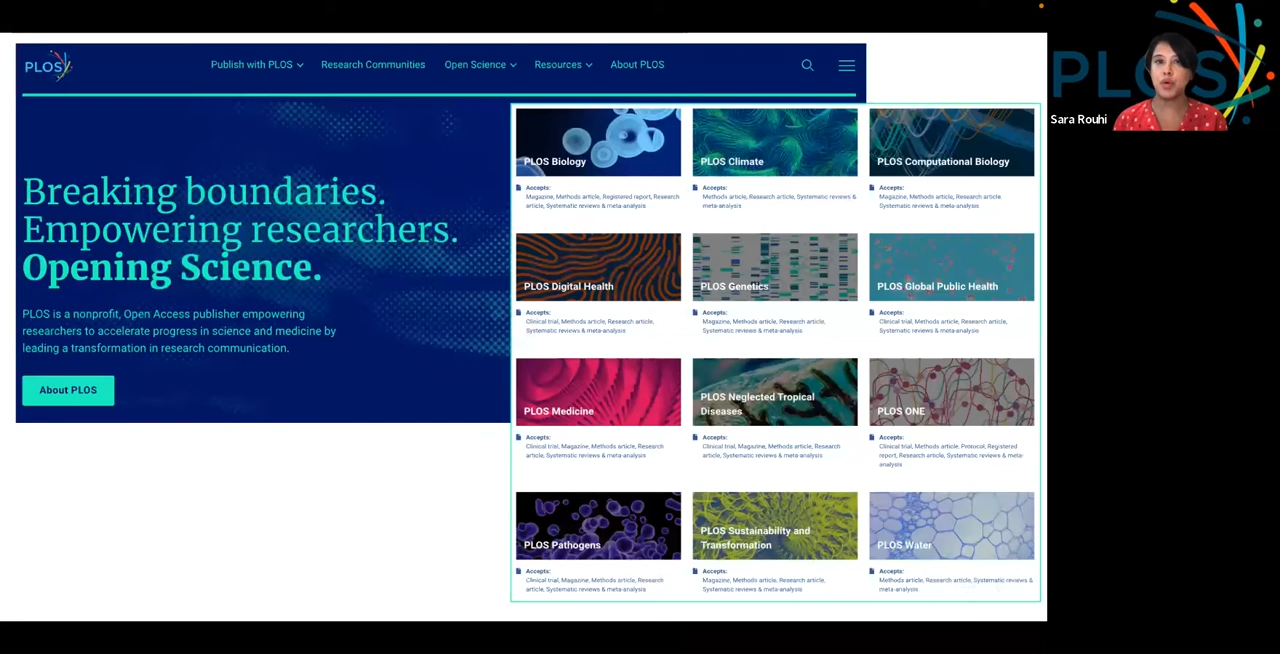 PLOS
Publish with PLOS
Research Communities
Open Science
Resources
About PLOS
Breaking boundaries.
Empowering researchers.
Opening Science.
PLOS is a nonprofit, Open Access publisher empowering
researchers to accelerate progress in science and medicine by
leading a transformation in research communication.
About PLOS
PLOS Biology
Accepts:
Magazine, Methods article, Registered report, Research
article, Systematic reviews & meta-analysis
PLOS Climate
Accepts:
Methods article, Research article, Systematic reviews &
meta-analysis
PLOS Computational Biology
Accepts:
Magazine, Methods article, Research article,
Systematic reviews & meta-analysis
PLOS Digital Health
Accepts:
Clinical trial, Methods article, Research article,
Systematic reviews & meta-analysis
PLOS Genetics
Accepts:
Magazine, Methods article, Research article,
Systematic reviews & meta-analysis
PLOS Global Public Health
Accepts:
Clinical trial, Methods article, Research article,
Systematic reviews & meta-analysis
PLOS Medicine
Accepts:
Clinical trial, Magazine, Methods article, Research
article, Systematic reviews & meta-analysis
PLOS Neglected Tropical
Diseases
Accepts:
Clinical trial, Magazine, Methods article, Research
article, Systematic reviews & meta-analysis
PLOS ONE
Accepts:
Clinical trial, Methods article, Protocol, Registered
report, Research article, Systematic reviews & meta-
analysis
PLOS Pathogens
Accepts:
Clinical trial, Magazine, Methods article, Research
article, Systematic reviews & meta-analysis
PLOS Sustainability and
Transformation
Accepts:
Magazine, Methods article, Research article,
Systematic reviews & meta-analysis
PLOS Water
Accepts:
Methods article, Research article, Systematic reviews &
meta-analysis
PLOS
Sara Rouhi